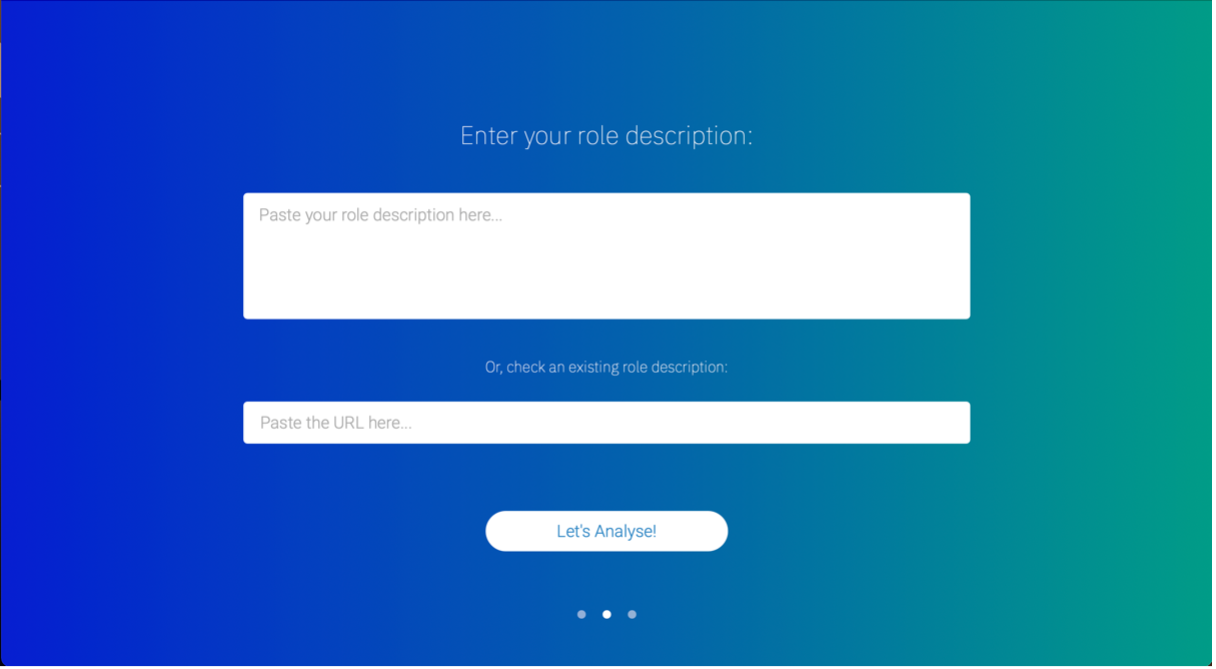 Enter your role description:
Paste your role description here...
Or, check an existing role description:
Paste the URL here...
Let's Analyse!